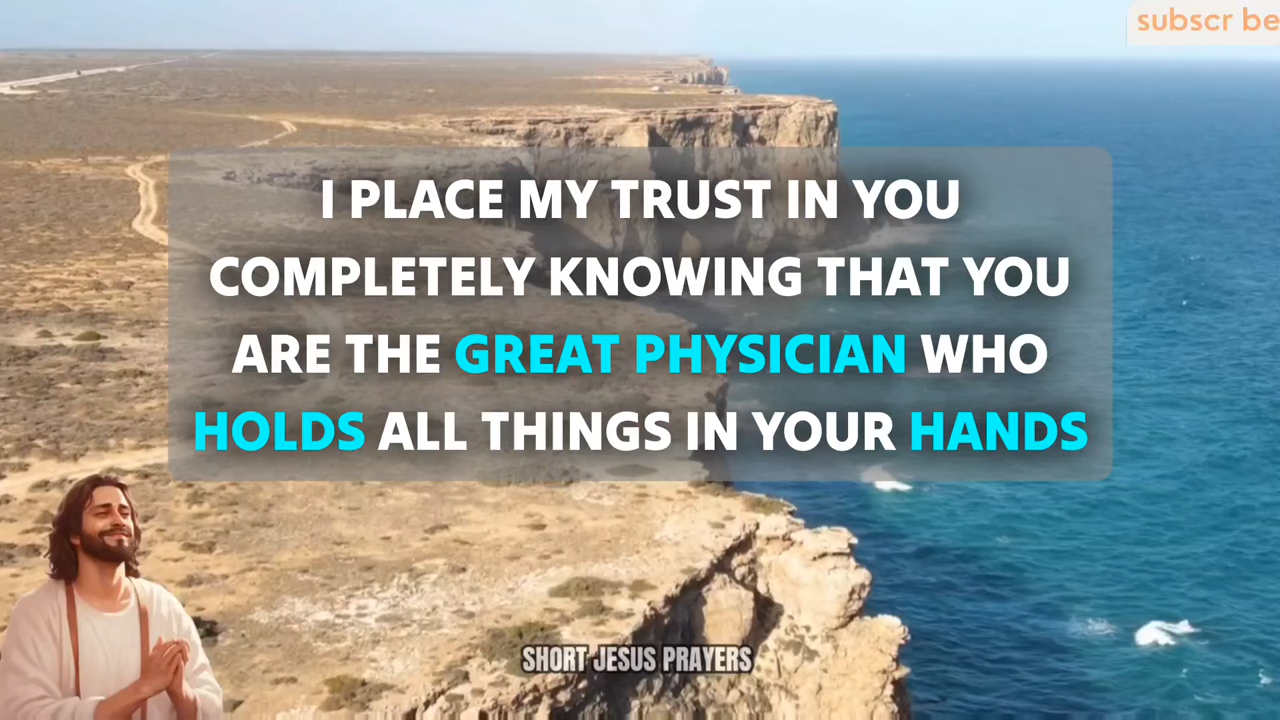 subscr be
I PLACE MY TRUST IN YOU
COMPLETELY KNOWING THAT YOU
ARE THE GREAT PHYSICIAN WHO
HOLDS ALL THINGS IN YOUR HANDS
SHORT JESUS PRAYERS